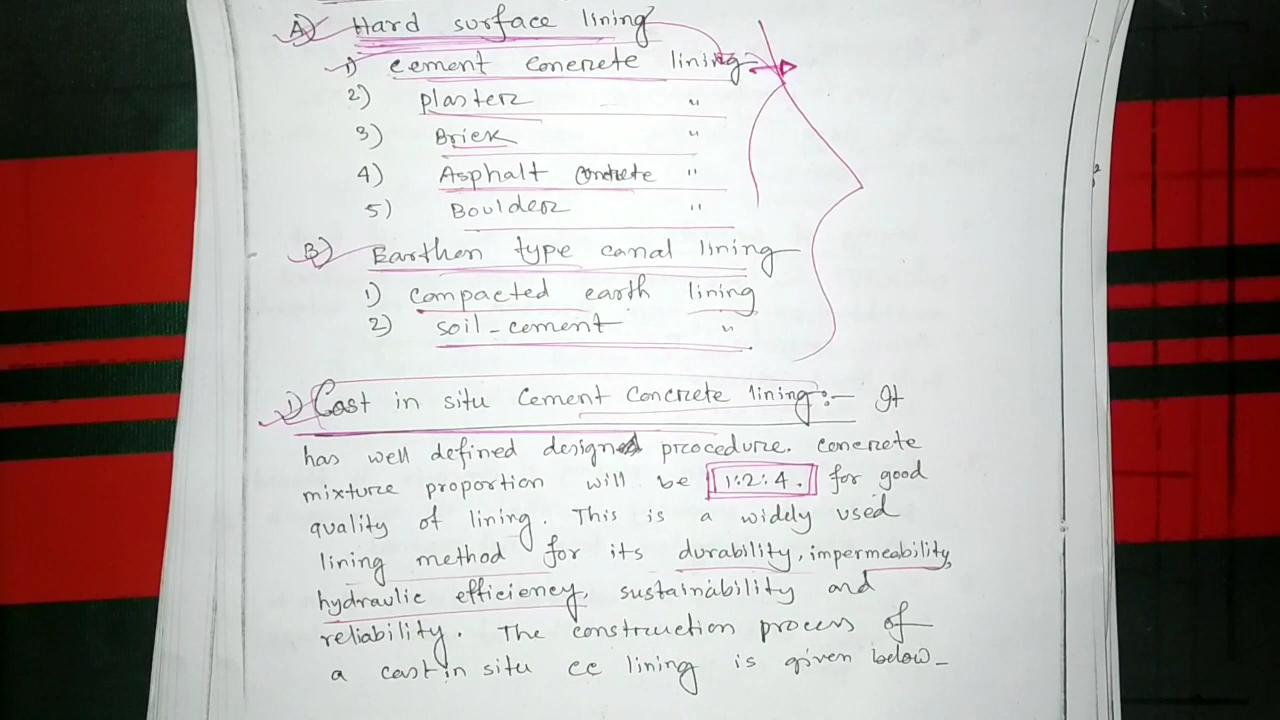 A) Hard surface lining
1) cement concrete lining
2) plaster "
3) Brick "
4) Asphalt concrete "
5) Boulder "
B) Earthen type canal lining
1) compacted earth lining
2) soil-cement "
1) Cast in situ Cement Concrete lining:- It
has well defined designed procedure. concrete
mixture proportion will be 1:2:4. for good
quality of lining. This is a widely used
lining method for its durability, impermeability,
hydraulic efficiency, sustainability and
reliability. The construction process of
a cast in situ cc lining is given below-